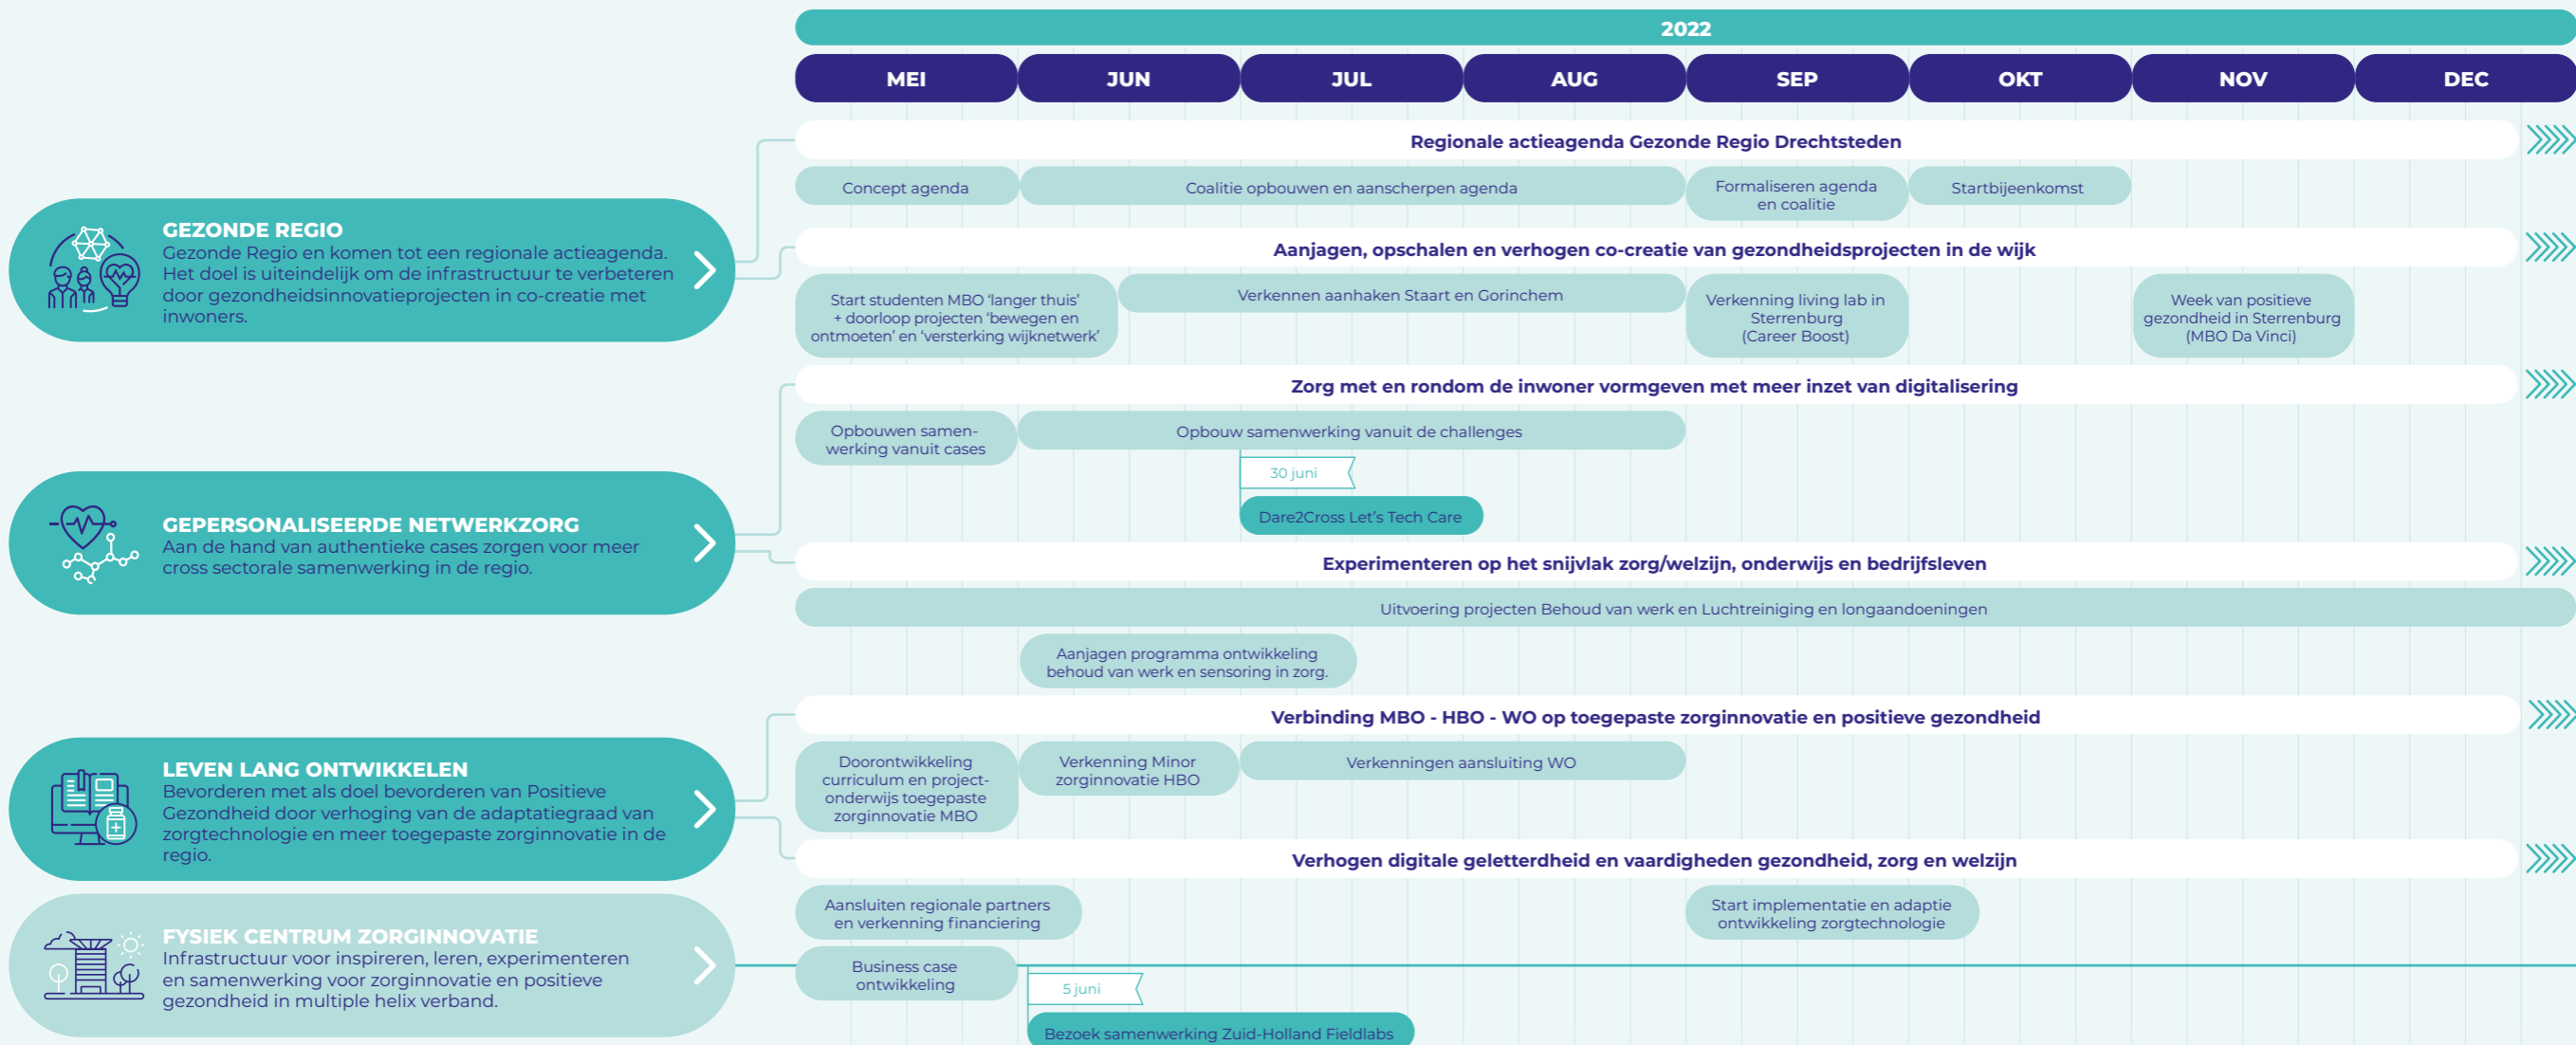 2022
MEI
JUN
JUL
AUG
SEP
OKT
NOV
DEC
GEZONDE REGIO
Gezonde Regio en komen tot een regionale actieagenda.
Het doel is uiteindelijk om de infrastructuur te verbeteren
door gezondheidsinnovatieprojecten in co-creatie met
inwoners.
Regionale actieagenda Gezonde Regio Drechtsteden
Concept agenda
Coalitie opbouwen en aanscherpen agenda
Formaliseren agenda
en coalitie
Startbijeenkomst
Aanjagen, opschalen en verhogen co-creatie van gezondheidsprojecten in de wijk
Start studenten MBO ‘langer thuis’
+ doorloop projecten ‘bewegen en
ontmoeten’ en ‘versterking wijknetwerk’
Verkennen aanhaken Staart en Gorinchem
Verkenning living lab in
Sterrenburg
(Career Boost)
Week van positieve
gezondheid in Sterrenburg
(MBO Da Vinci)
GEPERSONALISEERDE NETWERKZORG
Aan de hand van authentieke cases zorgen voor meer
cross sectorale samenwerking in de regio.
Zorg met en rondom de inwoner vormgeven met meer inzet van digitalisering
Opbouwen samen-
werking vanuit cases
Opbouw samenwerking vanuit de challenges
30 juni
Dare2Cross Let’s Tech Care
Experimenteren op het snijvlak zorg/welzijn, onderwijs en bedrijfsleven
Uitvoering projecten Behoud van werk en Luchtreiniging en longaandoeningen
Aanjagen programma ontwikkeling
behoud van werk en sensoring in zorg.
LEVEN LANG ONTWIKKELEN
Bevorderen met als doel bevorderen van Positieve
Gezondheid door verhoging van de adaptatiegraad van
zorgtechnologie en meer toegepaste zorginnovatie in de
regio.
Verbinding MBO - HBO - WO op toegepaste zorginnovatie en positieve gezondheid
Doorontwikkeling
curriculum en project-
onderwijs toegepaste
zorginnovatie MBO
Verkenning Minor
zorginnovatie HBO
Verkenningen aansluiting WO
Verhogen digitale geletterdheid en vaardigheden gezondheid, zorg en welzijn
Aansluiten regionale partners
en verkenning financiering
Start implementatie en adaptie
ontwikkeling zorgtechnologie
FYSIEK CENTRUM ZORGINNOVATIE
Infrastructuur voor inspireren, leren, experimenteren
en samenwerking voor zorginnovatie en positieve
gezondheid in multiple helix verband.
Business case
ontwikkeling
5 juni
Bezoek samenwerking Zuid-Holland Fieldlabs